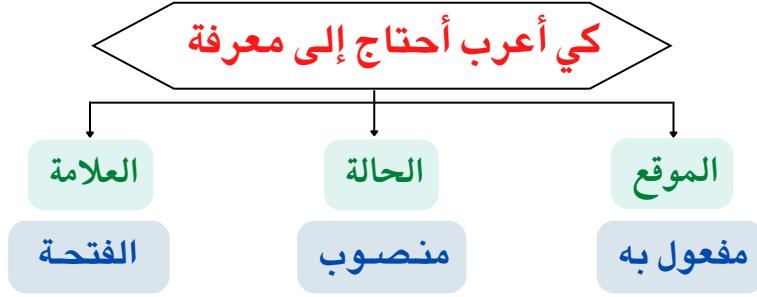 كي أعرب أحتاج إلى معرفة
الموقع
الحالة
العلامة
مفعول به
منصوب
الفتحة